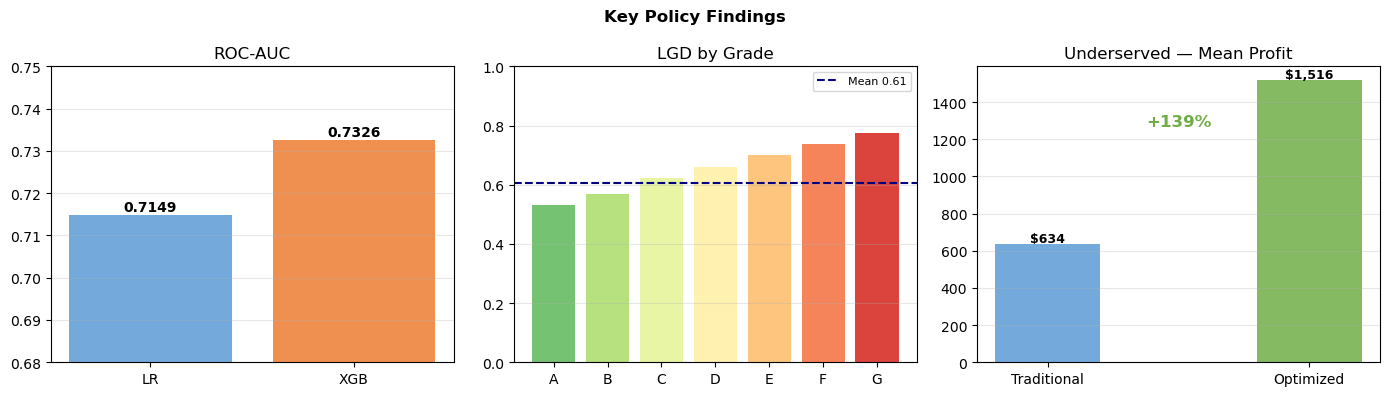 Key Policy Findings
ROC-AUC
0.75
0.74
0.73
0.72
0.71
0.70
0.69
0.68
0.7149
0.7326
LR
XGB
LGD by Grade
1.0
0.8
0.6
0.4
0.2
0.0
Mean 0.61
A
B
C
D
E
F
G
Underserved — Mean Profit
1400
1200
1000
800
600
400
200
0
$634
+139%
$1,516
Traditional
Optimized